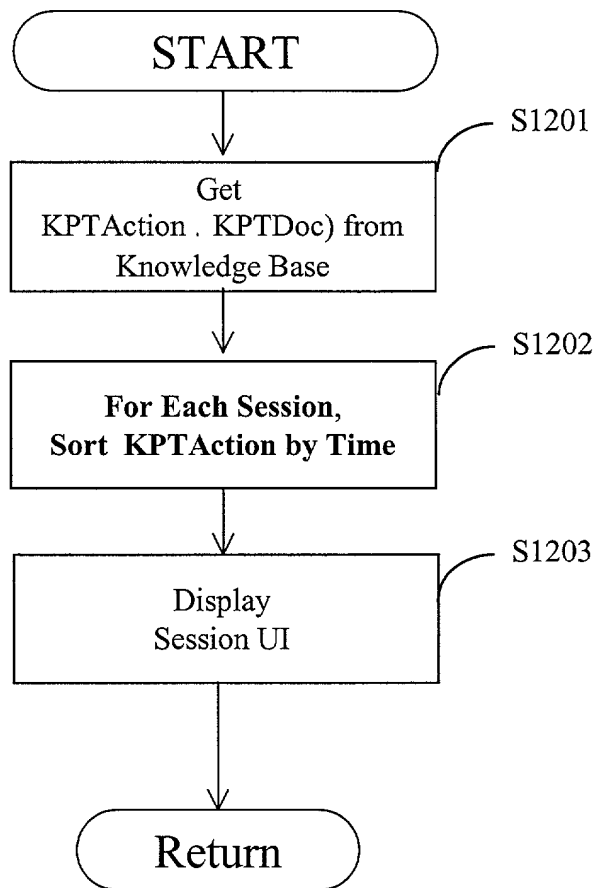 START
S1201
Get
KPTAction . KPTDoc) from
Knowledge Base
S1202
For Each Session,
Sort KPTAction by Time
S1203
Display
Session UI
Return